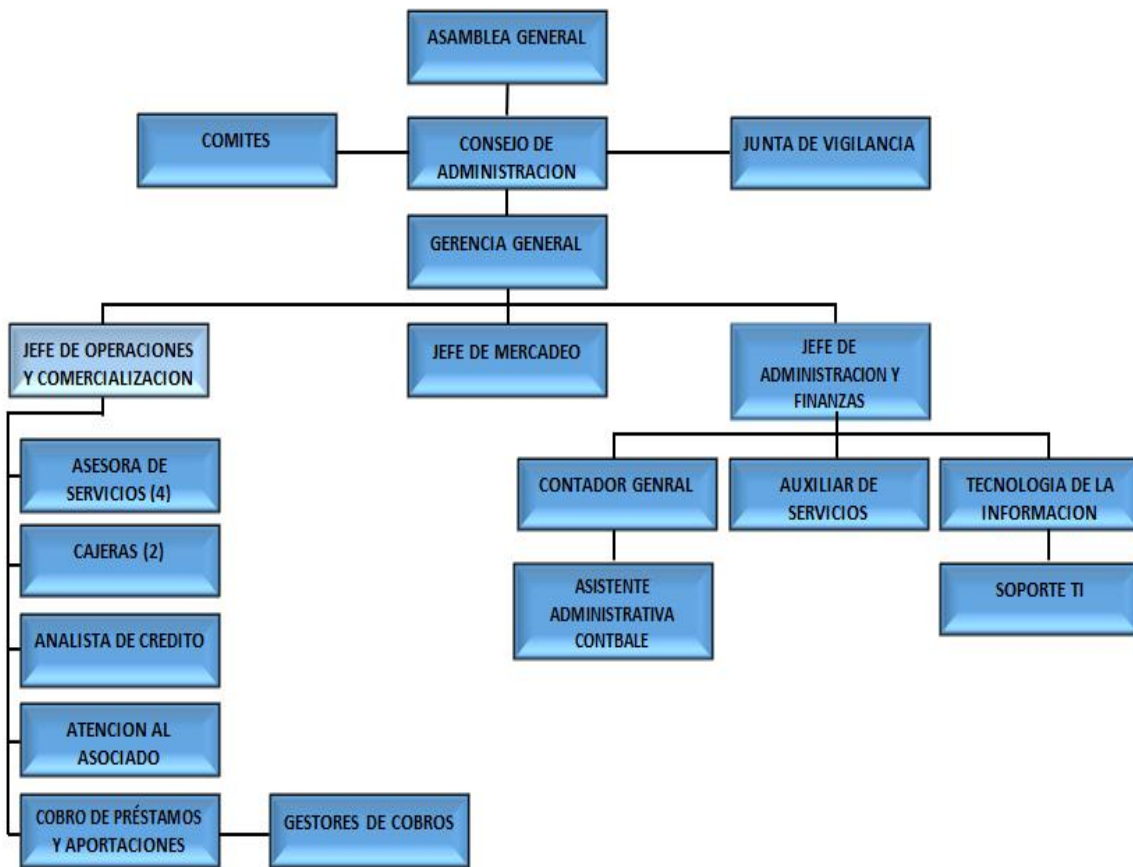 ASAMBLEA GENERAL
COMITES
CONSEJO DE
ADMINISTRACION
JUNTA DE VIGILANCIA
GERENCIA GENERAL
JEFE DE OPERACIONES
Y COMERCIALIZACION
JEFE DE MERCADEO
JEFE DE
ADMINISTRACION Y
FINANZAS
ASESORA DE
SERVICIOS (4)
CAJERAS (2)
ANALISTA DE CREDITO
ATENCION AL
ASOCIADO
COBRO DE PRÉSTAMOS
Y APORTACIONES
GESTORES DE COBROS
CONTADOR GENRAL
AUXILIAR DE
SERVICIOS
TECNOLOGIA DE LA
INFORMACION
ASISTENTE
ADMINISTRATIVA
CONTBALE
SOPORTE TI